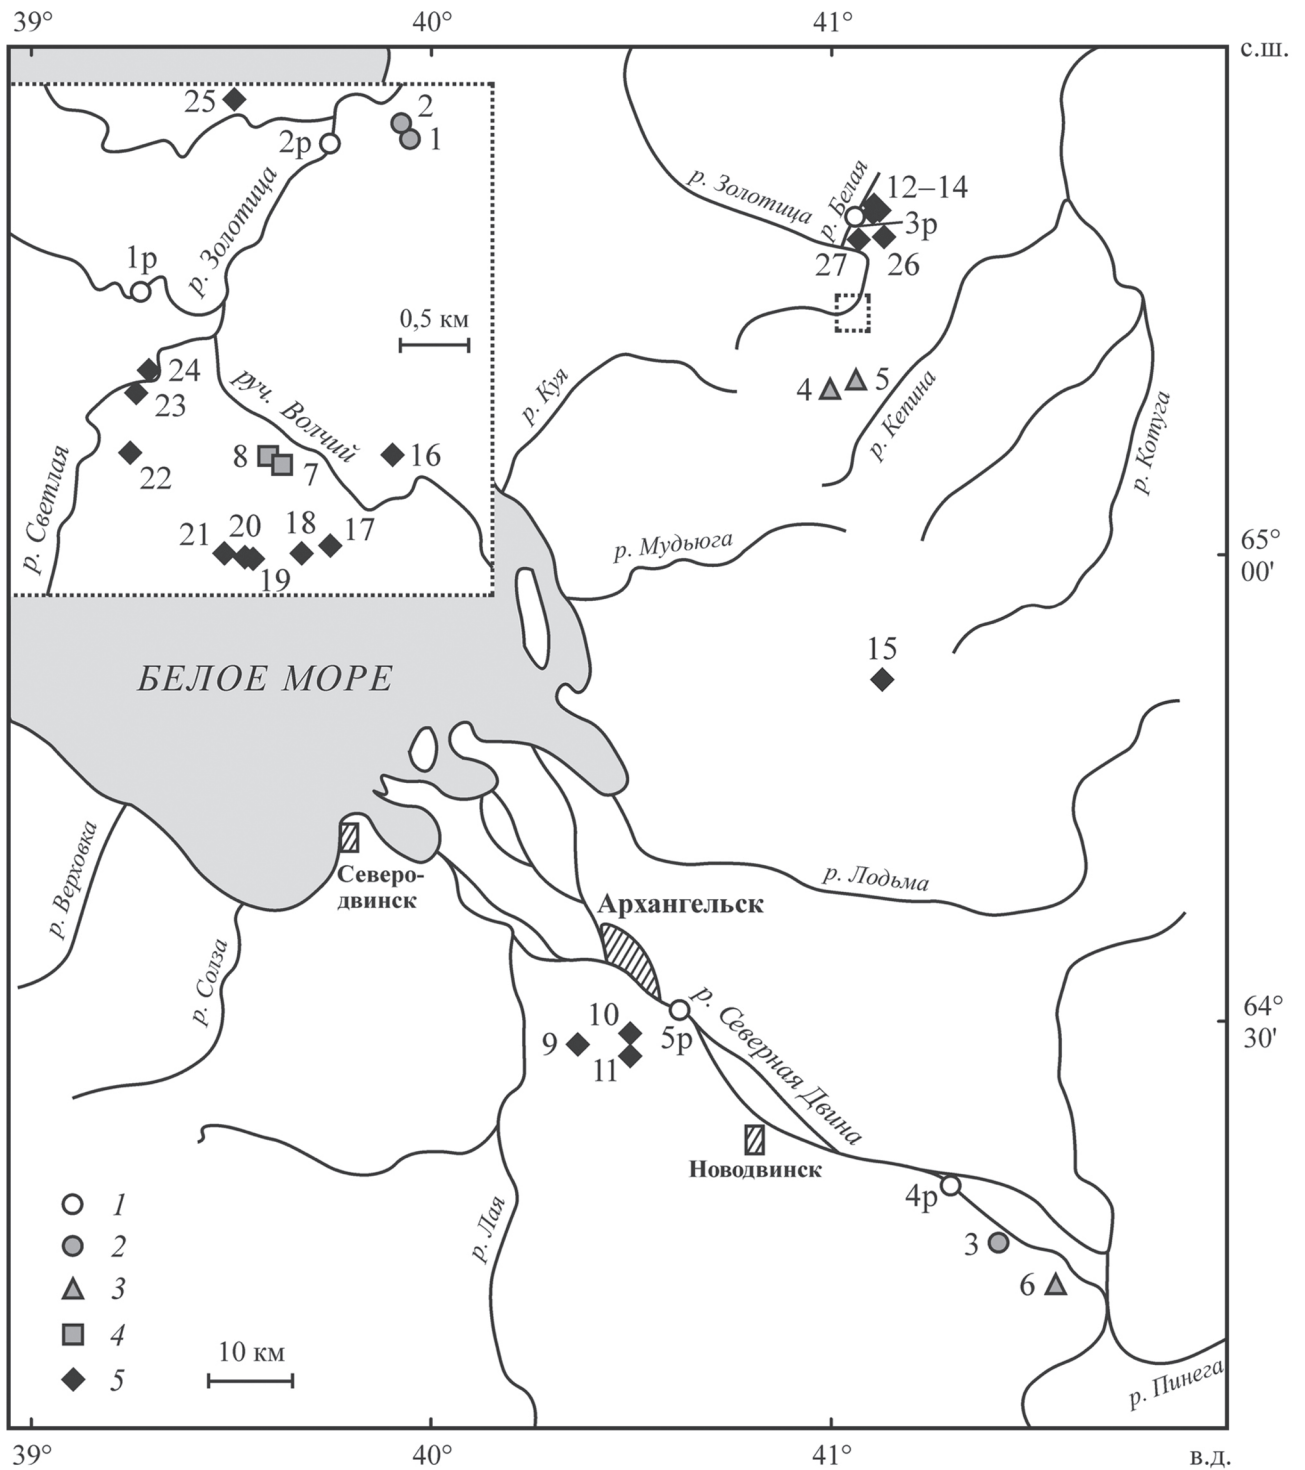 39°
40°
41°
с.ш.
25
2
1
2р
р. Золотица
1р
0,5 км
24
23
руч. Волчий
22
8
7
16
р. Светлая
21
20
18
17
19
р. Золотица
р. Белая
12–14
3р
27
26
4
5
р. Куя
р. Кепина
р. Котуга
р. Мудьюга
65°
00'
15
БЕЛОЕ МОРЕ
р. Верховка
Северо-
двинск
р. Лодьма
Архангельск
р. Солза
64°
30'
р. Северная Двина
10
9
11
5р
Новодвинск
4р
3
6
р. Лая
р. Пинега
1
2
3
4
5
10 км
39°
40°
41°
в.д.